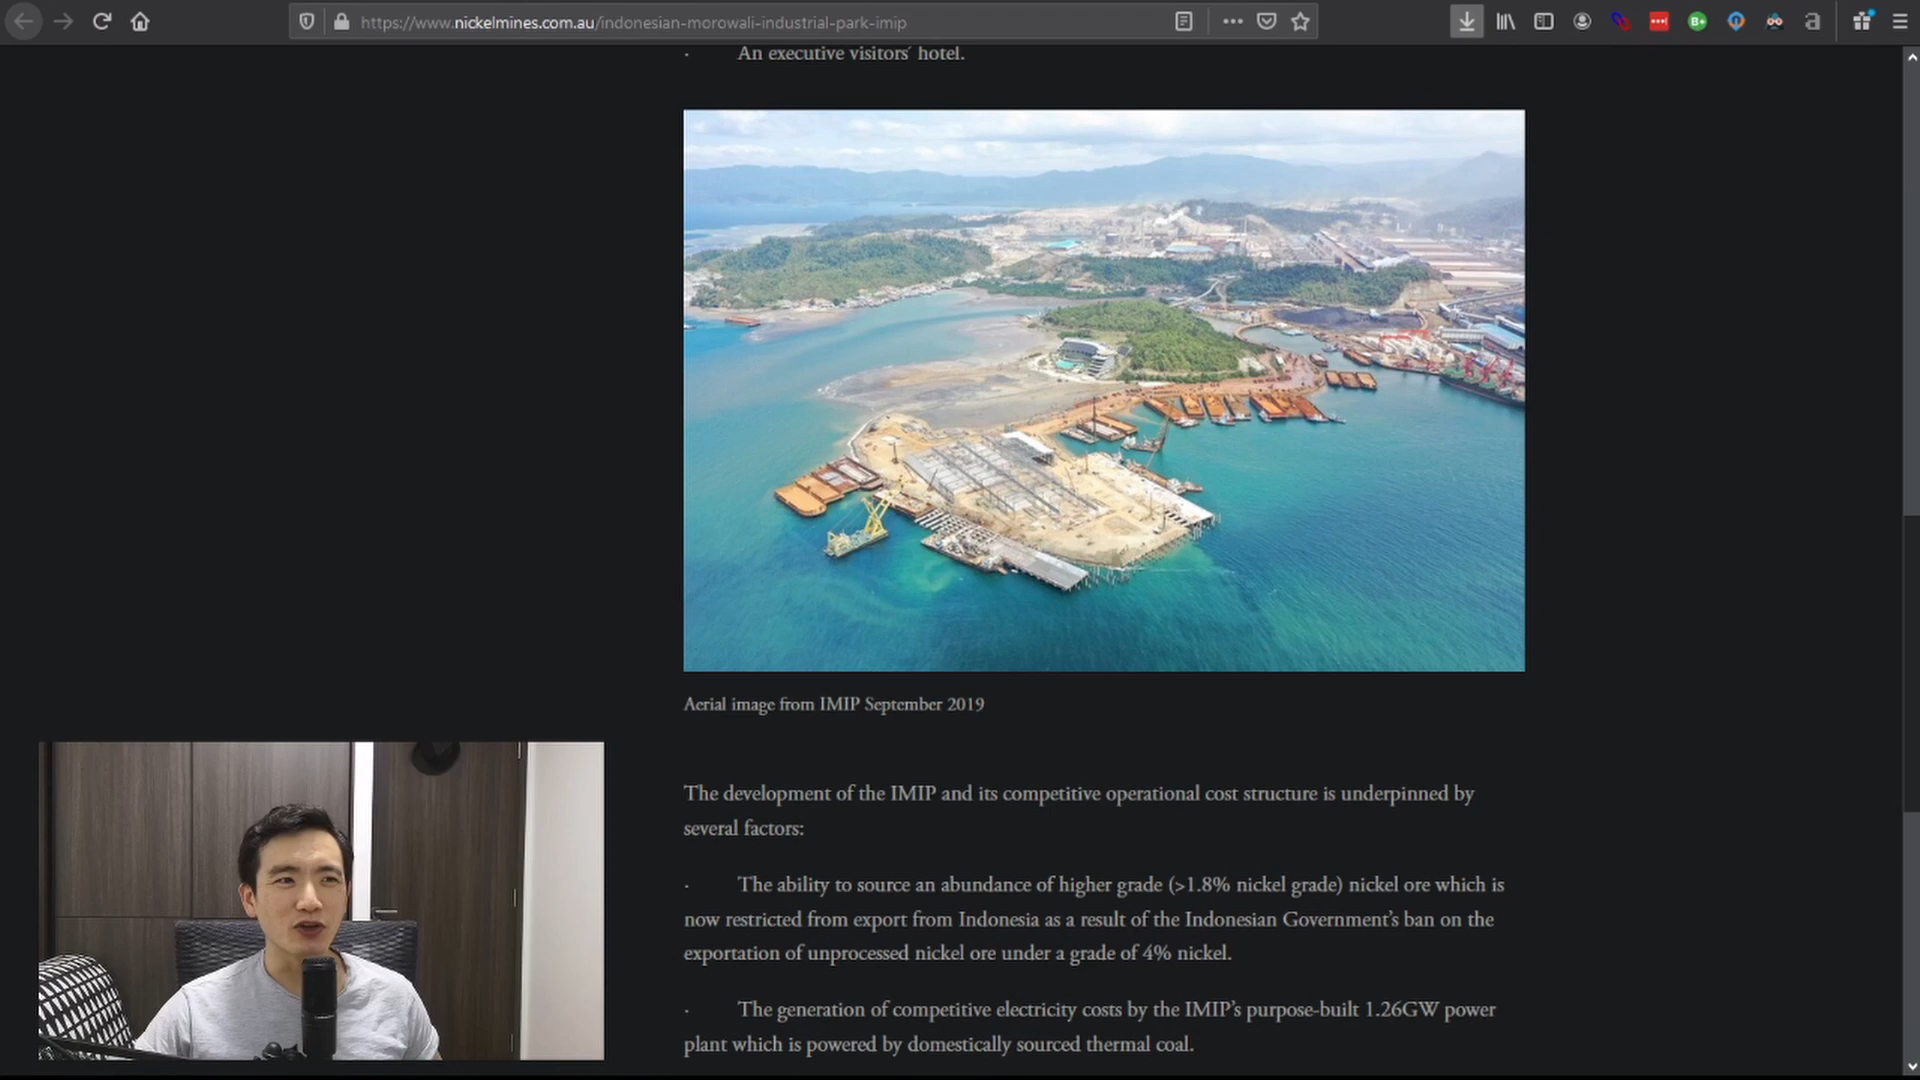 https://www.nickelmines.com.au/indonesian-morowali-industrial-park-imip
· An executive visitors´ hotel.
Aerial image from IMIP September 2019
The development of the IMIP and its competitive operational cost structure is underpinned by
several factors:
· The ability to source an abundance of higher grade (>1.8% nickel grade) nickel ore which is
now restricted from export from Indonesia as a result of the Indonesian Government's ban on the
exportation of unprocessed nickel ore under a grade of 4% nickel.
· The generation of competitive electricity costs by the IMIP's purpose-built 1.26GW power
plant which is powered by domestically sourced thermal coal.